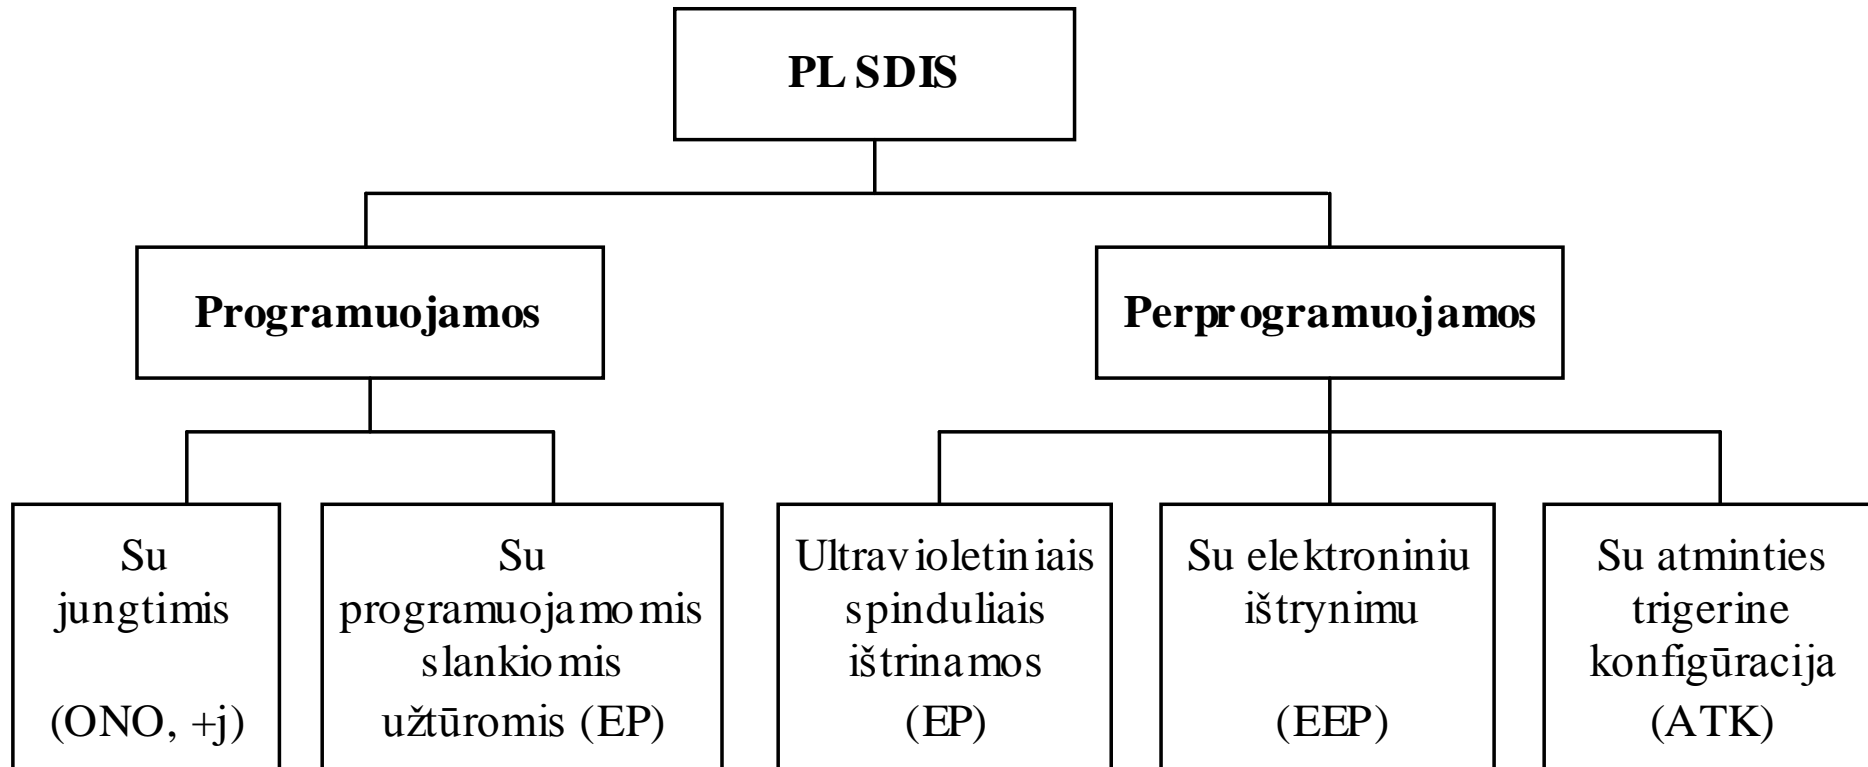 PL SDIS
Programuojamos
Perprogramuojamos
Su
jungtimis
(ONO, +j)
Su
programuojamomis
slankiomis
užtūromis (EP)
Ultravioletiniais
spinduliais
ištrinamos
(EP)
Su elektroniniu
ištrynimu
(EEP)
Su atminties
trigerine
konfigūracija
(ATK)